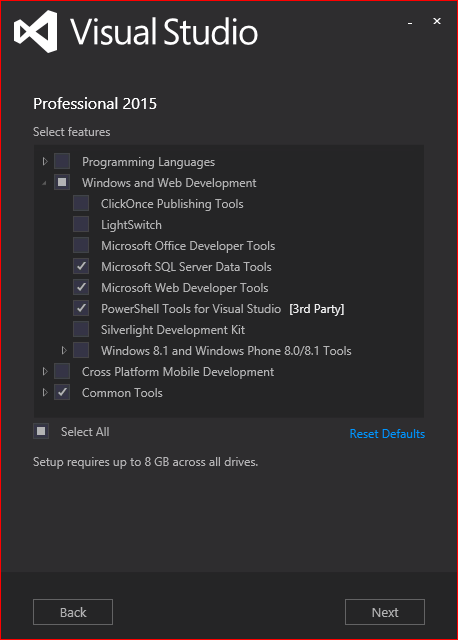 Visual Studio
Professional 2015
Select features
Programming Languages
Windows and Web Development
ClickOnce Publishing Tools
LightSwitch
Microsoft Office Developer Tools
Microsoft SQL Server Data Tools
Microsoft Web Developer Tools
PowerShell Tools for Visual Studio [3rd Party]
Silverlight Development Kit
Windows 8.1 and Windows Phone 8.0/8.1 Tools
Cross Platform Mobile Development
Common Tools
Select All Reset Defaults
Setup requires up to 8 GB across all drives.
Back Next